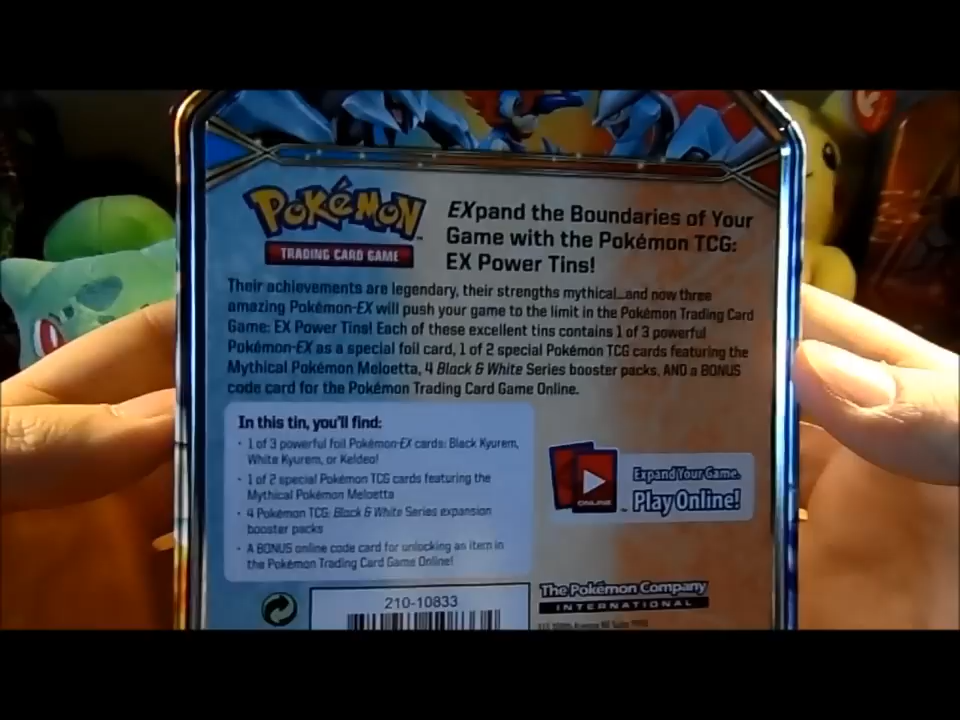 POKéMON
TRADING CARD GAME
EXpand the Boundaries of Your
Game with the Pokémon TCG:
EX Power Tins!
Their achievements are legendary, their strengths mythical...and now three
amazing Pokémon-EX will push your game to the limit in the Pokémon Trading Card
Game: EX Power Tins! Each of these excellent tins contains 1 of 3 powerful
Pokémon-EX as a special foil card, 1 of 2 special Pokémon TCG cards featuring the
Mythical Pokémon Meloetta, 4 Black & White Series booster packs, AND a BONUS
code card for the Pokémon Trading Card Game Online.
In this tin, you'll find:
· 1 of 3 powerful foil Pokémon-EX cards: Black Kyurem,
White Kyurem, or Keldeo!
· 1 of 2 special Pokémon TCG cards featuring the
Mythical Pokémon Meloetta
· 4 Pokémon TCG: Black & White Series expansion
booster packs
· A BONUS online code card for unlocking an item in
the Pokémon Trading Card Game Online!
ONLINE
Expand Your Game.
Play Online!
210-10833
The Pokémon Company
INTERNATIONAL